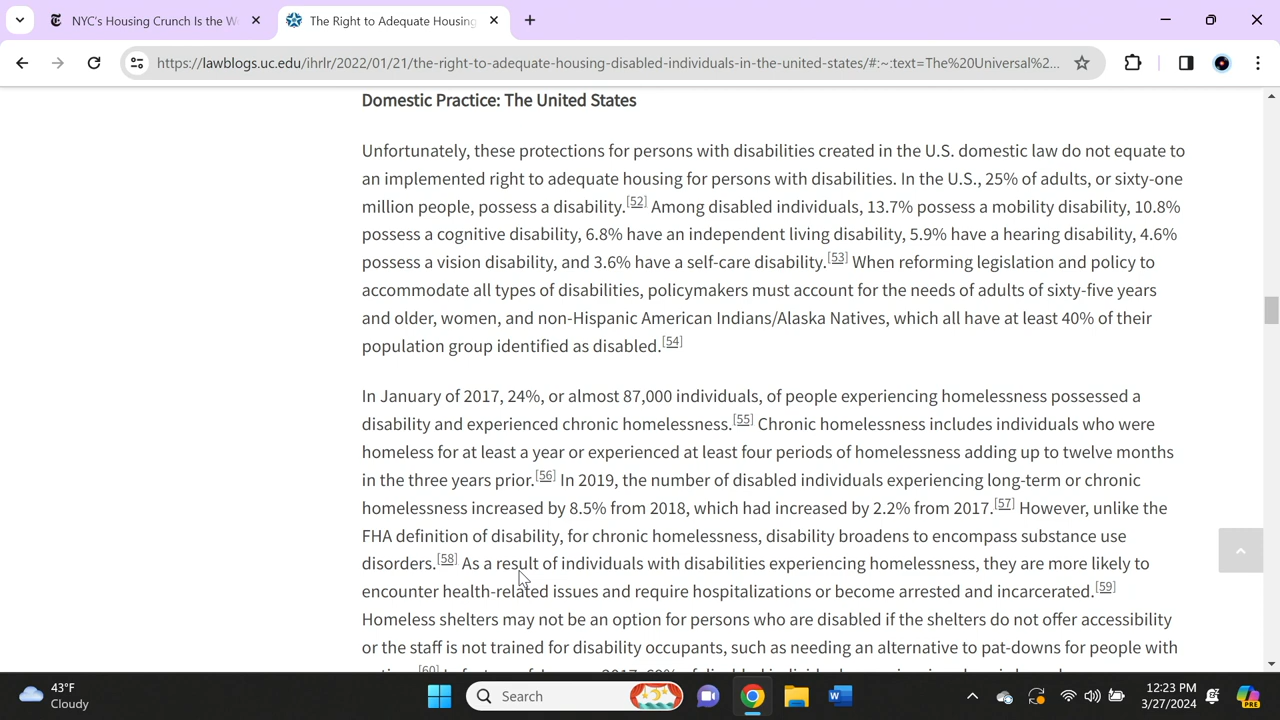 NYC's Housing Crunch Is the W
The Right to Adequate Housing
https://lawblogs.uc.edu/ihrlr/2022/01/21/the-right-to-adequate-housing-disabled-individuals-in-the-united-states/#:~:text=The%20Universal%2...
Domestic Practice: The United States
Unfortunately, these protections for persons with disabilities created in the U.S. domestic law do not equate to
an implemented right to adequate housing for persons with disabilities. In the U.S., 25% of adults, or sixty-one
million people, possess a disability.[52] Among disabled individuals, 13.7% possess a mobility disability, 10.8%
possess a cognitive disability, 6.8% have an independent living disability, 5.9% have a hearing disability, 4.6%
possess a vision disability, and 3.6% have a self-care disability.[53] When reforming legislation and policy to
accommodate all types of disabilities, policymakers must account for the needs of adults of sixty-five years
and older, women, and non-Hispanic American Indians/Alaska Natives, which all have at least 40% of their
population group identified as disabled.[54]
In January of 2017, 24%, or almost 87,000 individuals, of people experiencing homelessness possessed a
disability and experienced chronic homelessness.[55] Chronic homelessness includes individuals who were
homeless for at least a year or experienced at least four periods of homelessness adding up to twelve months
in the three years prior.[56] In 2019, the number of disabled individuals experiencing long-term or chronic
homelessness increased by 8.5% from 2018, which had increased by 2.2% from 2017.[57] However, unlike the
FHA definition of disability, for chronic homelessness, disability broadens to encompass substance use
disorders.[58] As a result of individuals with disabilities experiencing homelessness, they are more likely to
encounter health-related issues and require hospitalizations or become arrested and incarcerated.[59]
Homeless shelters may not be an option for persons who are disabled if the shelters do not offer accessibility
or the staff is not trained for disability occupants, such as needing an alternative to pat-downs for people with
[60]
43°F
Cloudy
Search
12:23 PM
3/27/2024
PRE